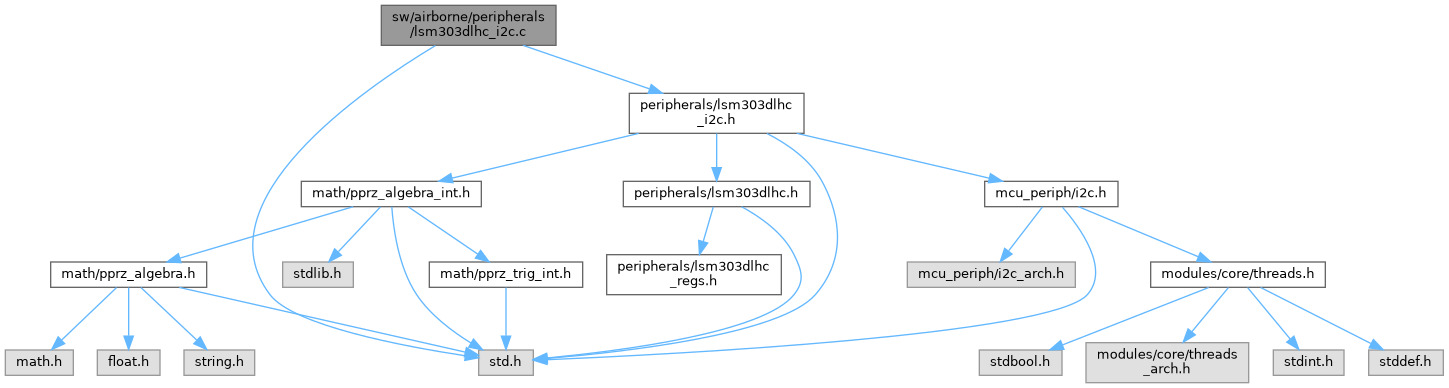 sw/airborne/peripherals
/lsm303dlhc_i2c.c
peripherals/lsm303dlhc
_i2c.h
math/pprz_algebra_int.h
peripherals/lsm303dlhc.h
mcu_periph/i2c.h
math/pprz_algebra.h
stdlib.h
math/pprz_trig_int.h
peripherals/lsm303dlhc
_regs.h
mcu_periph/i2c_arch.h
modules/core/threads.h
math.h
float.h
string.h
std.h
stdbool.h
modules/core/threads
_arch.h
stdint.h
stddef.h